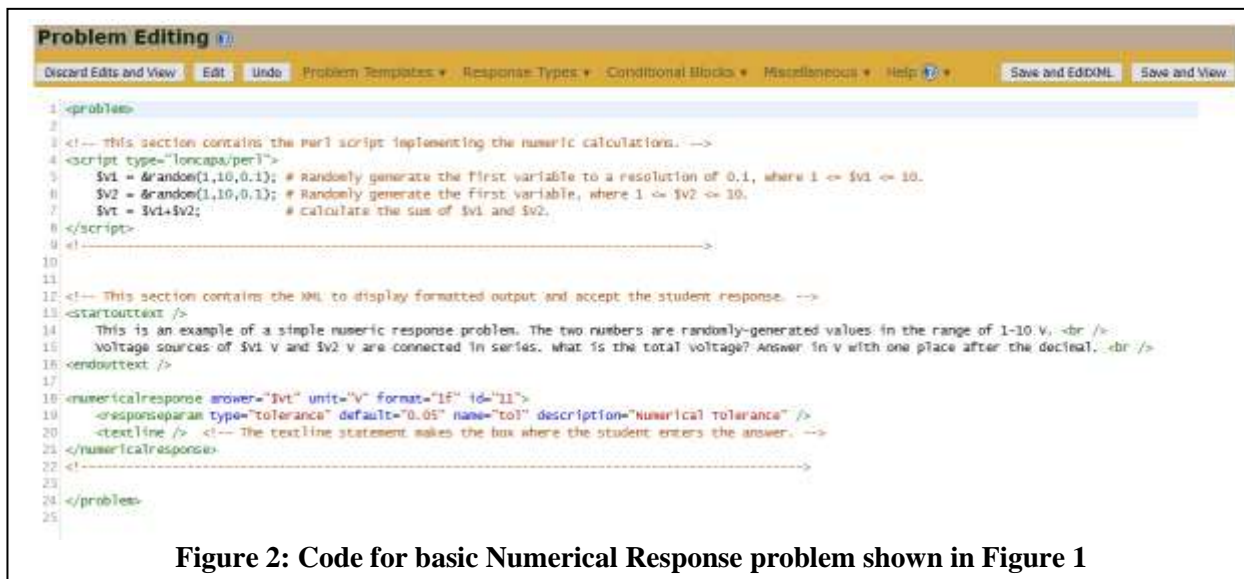 Problem Editing
Discard Edits and View Edit Undo Problem Templates Response Types Conditional Blocks Miscellaneous Help Save and EditXML Save and View
1 <problem>
2
3 <!-- This section contains the Perl script implementing the numeric calculations. -->
4 <script type="loncapa/perl">
5 $v1 = &random(1,10,0.1); # Randomly generate the first variable to a resolution of 0.1, where 1 <= $v1 <= 10.
6 $v2 = &random(1,10,0.1); # Randomly generate the first variable, where 1 <= $v2 <= 10.
7 $vt = $v1+$v2; # Calculate the sum of $v1 and $v2.
8 </script>
9 <!-------------------------------------------------------------------------------------->
10
11
12 <!-- This section contains the XML to display formatted output and accept the student response. -->
13 <startouttext />
14 This is an example of a simple numeric response problem. The two numbers are randomly-generated values in the range of 1-10 V. <br />
15 Voltage sources of $v1 V and $v2 V are connected in series. What is the total voltage? Answer in V with one place after the decimal. <br />
16 <endouttext />
17
18 <numericalresponse answer="$vt" unit="V" format="1f" id="11">
19 <responseparam type="tolerance" default="0.05" name="tol" description="Numerical Tolerance" />
20 <textline /> <!-- The textline statement makes the box where the student enters the answer. -->
21 </numericalresponse>
22 <!---------------------------------------------------------------------------------------------------->
23
24 </problem>
25
Figure 2: Code for basic Numerical Response problem shown in Figure 1